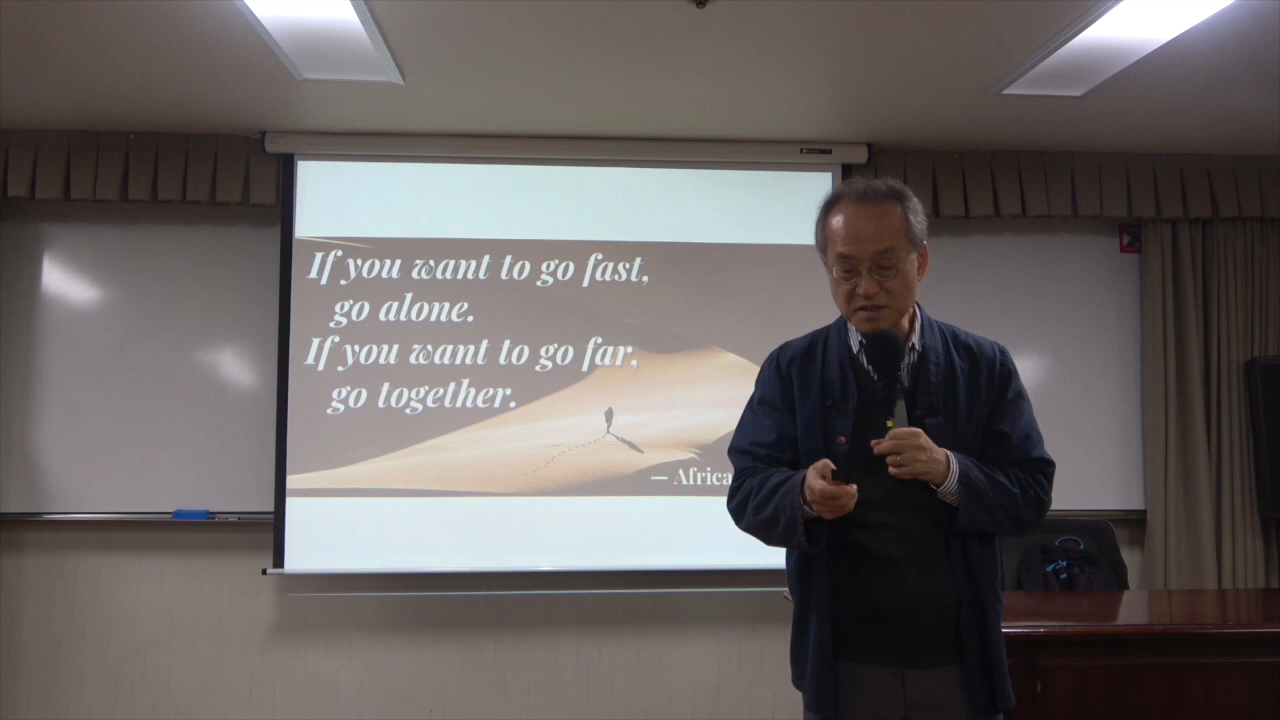 If you want to go fast,
go alone.
If you want to go far,
go together.
— Africa